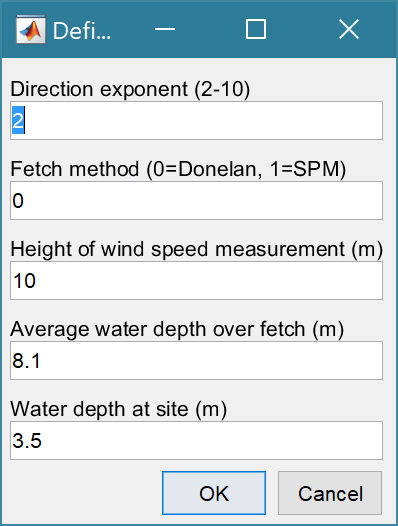 Defi...
Direction exponent (2-10)
2
Fetch method (0=Donelan, 1=SPM)
0
Height of wind speed measurement (m)
10
Average water depth over fetch (m)
8.1
Water depth at site (m)
3.5
OK Cancel